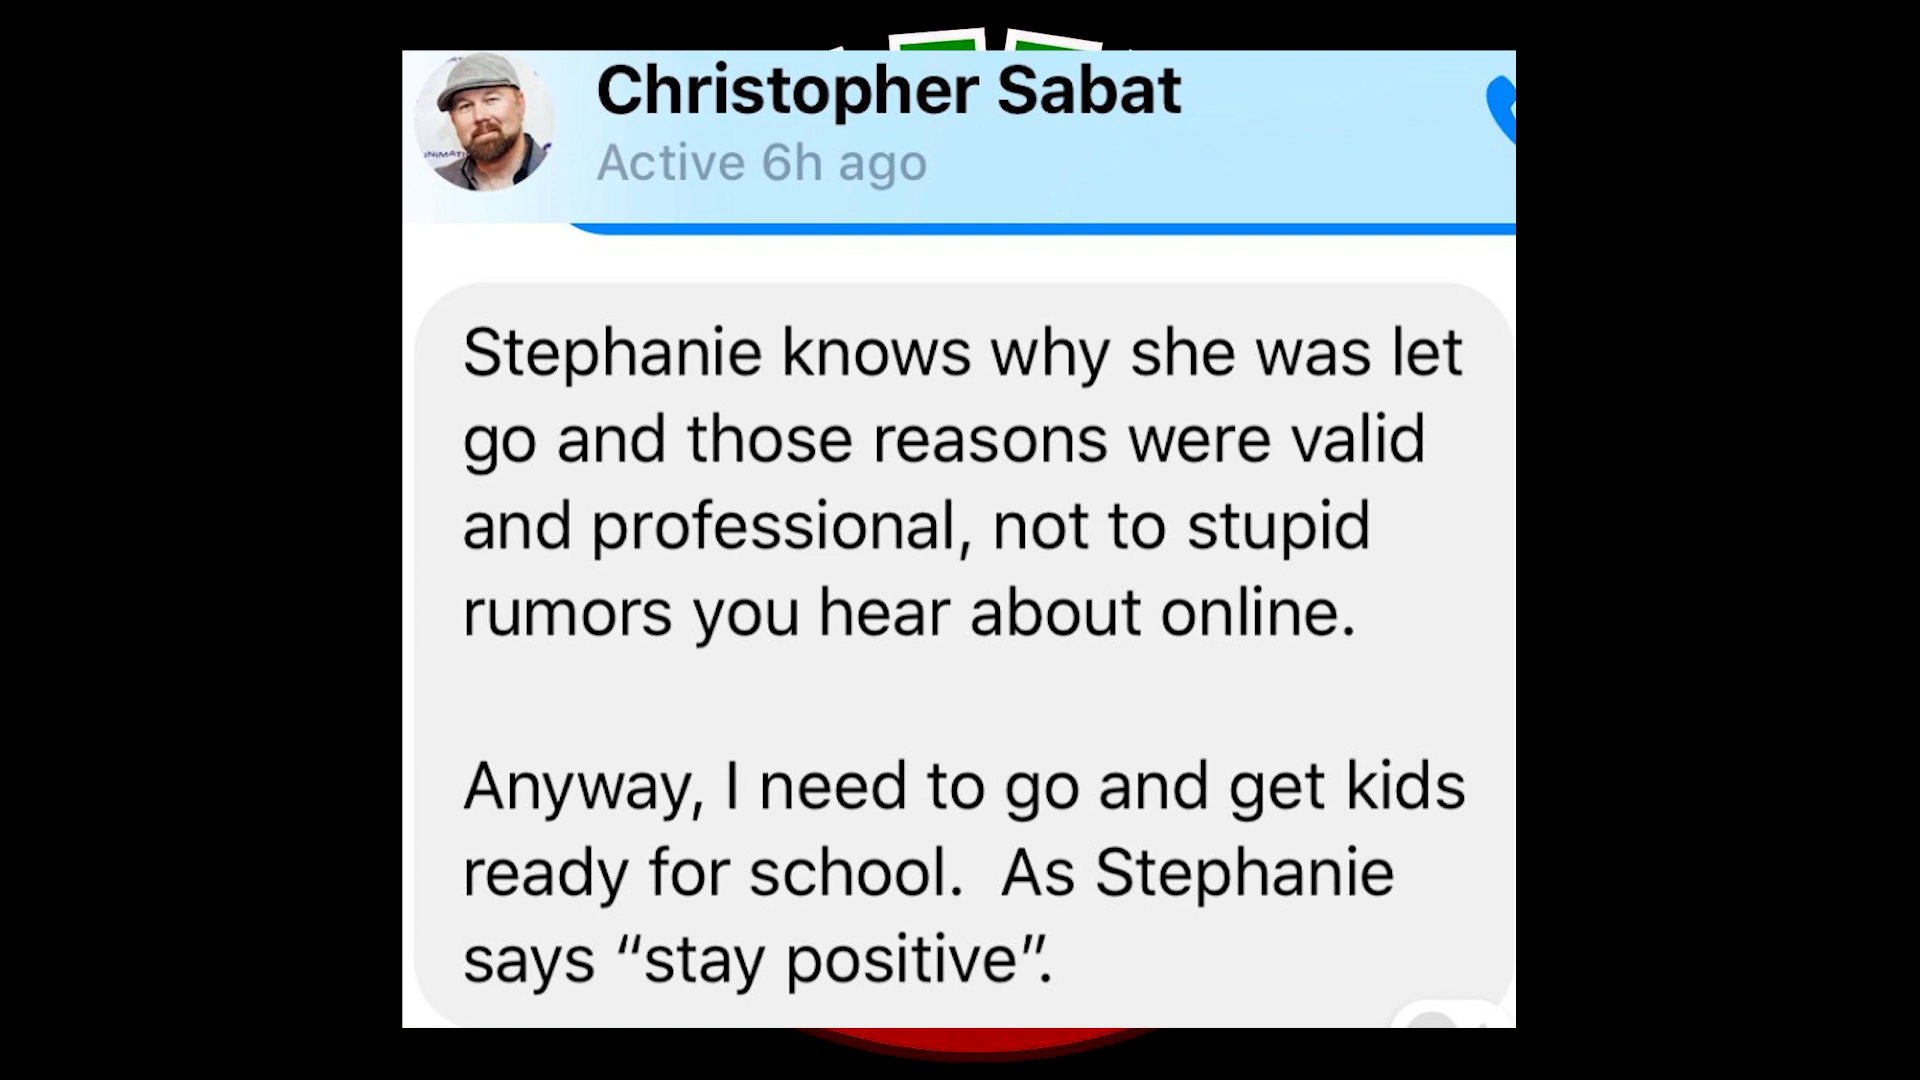 Christopher Sabat
Active 6h ago
Stephanie knows why she was let
go and those reasons were valid
and professional, not to stupid
rumors you hear about online.
Anyway, I need to go and get kids
ready for school.  As Stephanie
says “stay positive”.